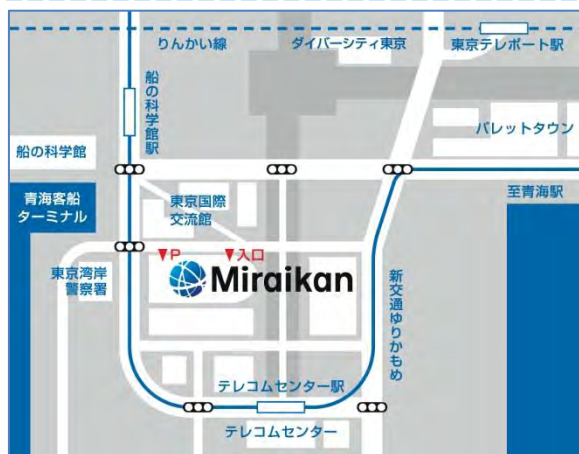 りんかい線
ダイバーシティ東京
東京テレポート駅
船の科学館駅
パレットタウン
船の科学館
青海客船
ターミナル
至青海駅
東京国際
交流館
▼P
▼入口
Miraikan
東京湾岸
警察署
新交通ゆりかもめ
テレコムセンター駅
テレコムセンター